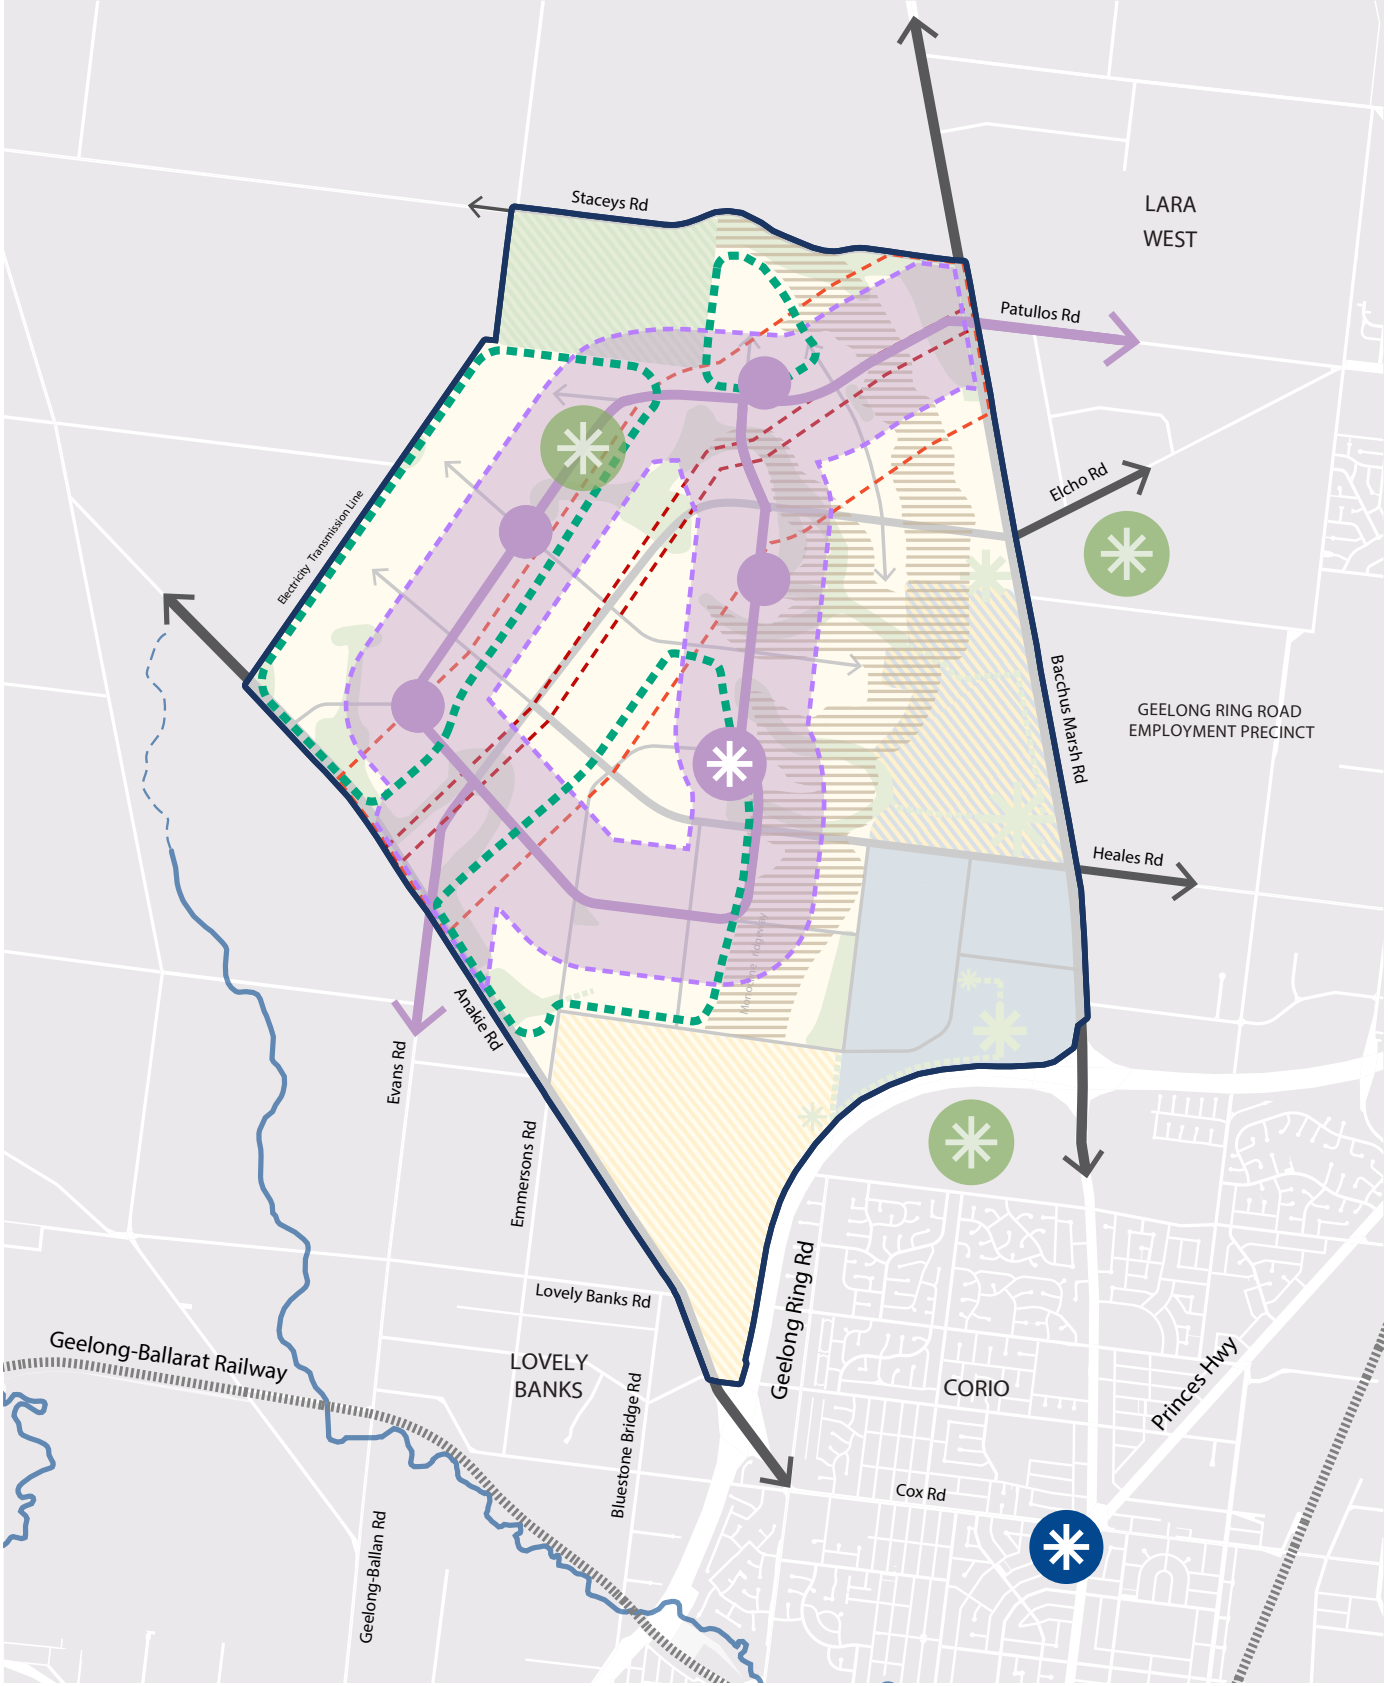 Staceys Rd
LARA
WEST
Patullos Rd
Elcho Rd
Electricity Transmission Line
Bacchus Marsh Rd
GEELONG RING ROAD
EMPLOYMENT PRECINCT
Heales Rd
Anakie Rd
Evans Rd
Emmersons Rd
Lovely Banks Rd
Geelong Ring Rd
Geelong-Ballarat Railway
LOVELY
BANKS
Bluestone Bridge Rd
CORIO
Princes Hwy
Cox Rd
Geelong-Ballan Rd